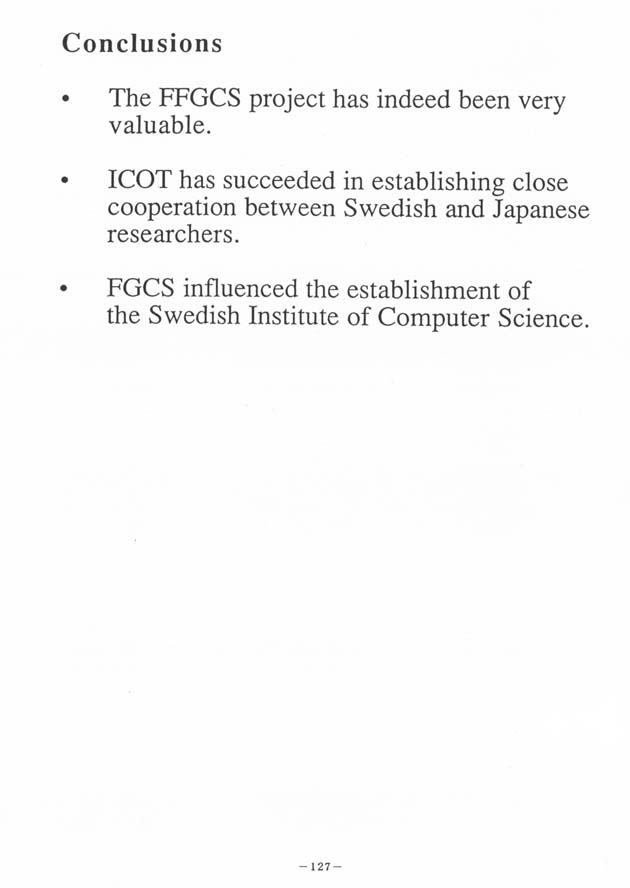 Conclusions
• The FFGCS project has indeed been very
valuable.
• ICOT has succeeded in establishing close
cooperation between Swedish and Japanese
researchers.
• FGCS influenced the establishment of
the Swedish Institute of Computer Science.
—127—